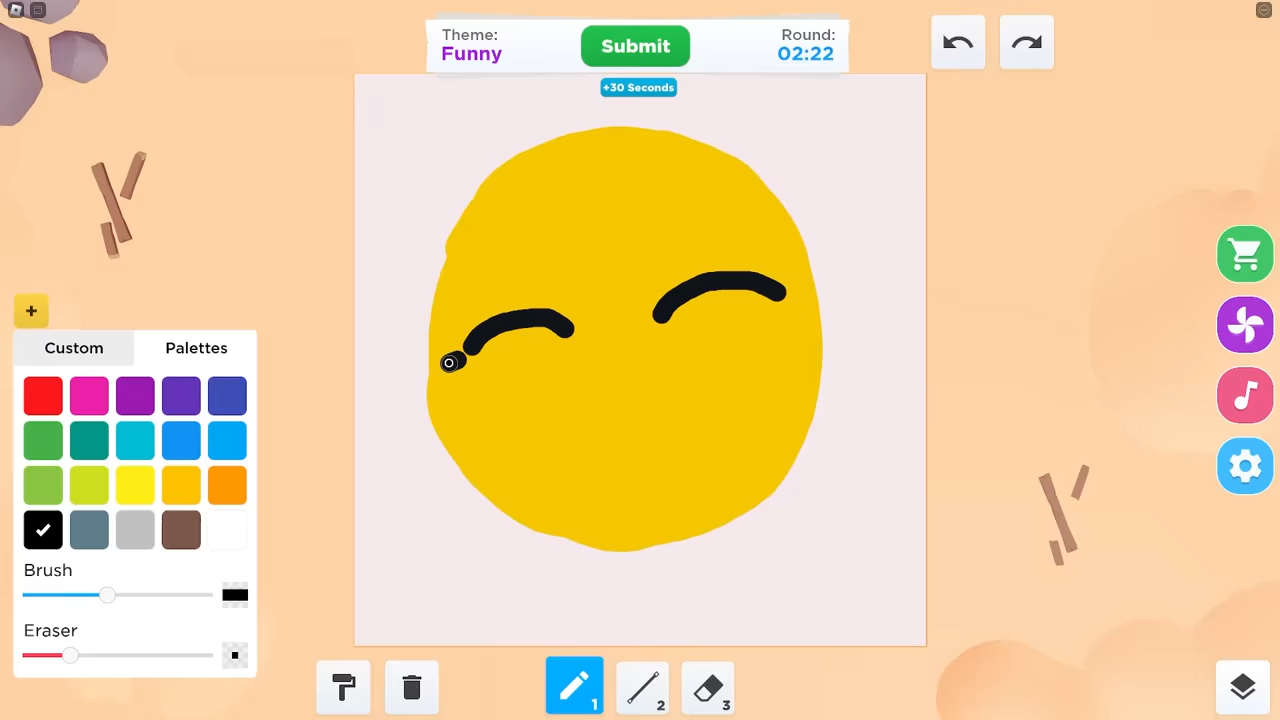 Theme:
Funny
Submit
Round:
02:22
+30 Seconds
+
Custom
Palettes
Brush
Eraser
1
2
3